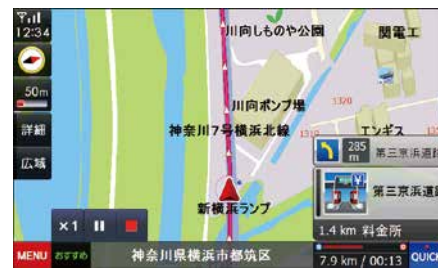 12:34
50m
詳細
広域
川向しものや公園
関電工
川向ポンプ場
1320
神奈川7号横浜北線
1310
エンギス
285
m
第三京浜道
第三京浜道
新横浜ランプ
1.4 km 料金所
×1
MENU
おすすめ
神奈川県横浜市都筑区
7.9 km / 00:13
QUIC